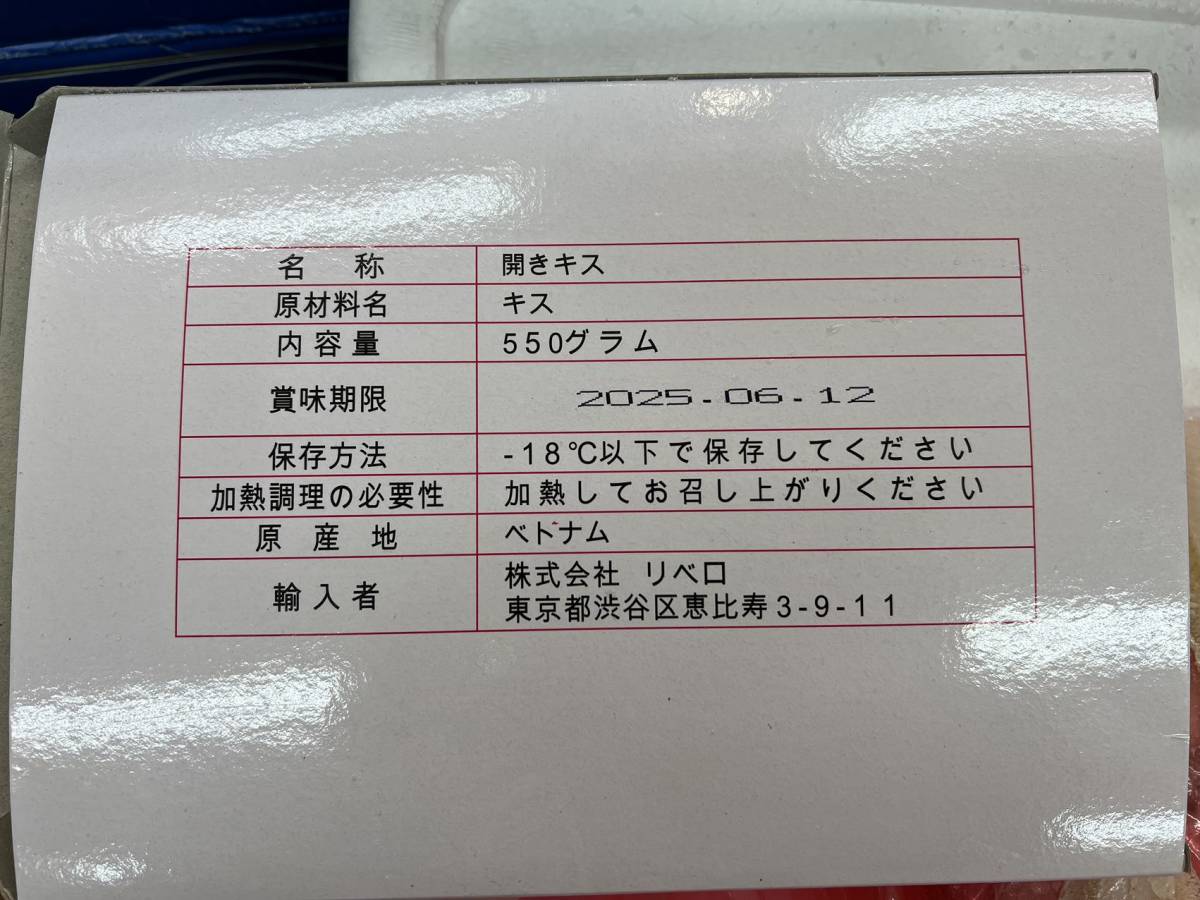 名 称 開きキス
原材料名 キス
内容量 550グラム
賞味期限 2025.06.12
保存方法 -18℃以下で保存してください
加熱調理の必要性 加熱してお召し上がりください
原産地 ベトナム
輸入者 株式会社 リベロ
東京都渋谷区恵比寿3-9-11